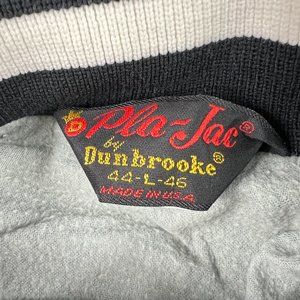 Pla-Jac®
by
Dunbrooke®
44-L-46
MADE IN U.S.A.